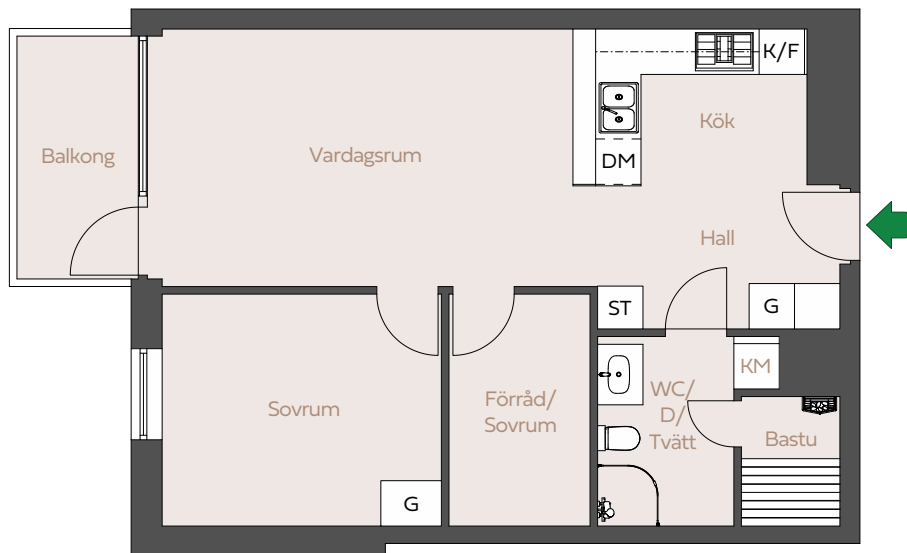 K/F
Kök
Balkong
Vardagsrum
DM
Hall
ST
G
KM
WC/
D/
Tvätt
Sovrum
Förråd/
Sovrum
Bastu
G